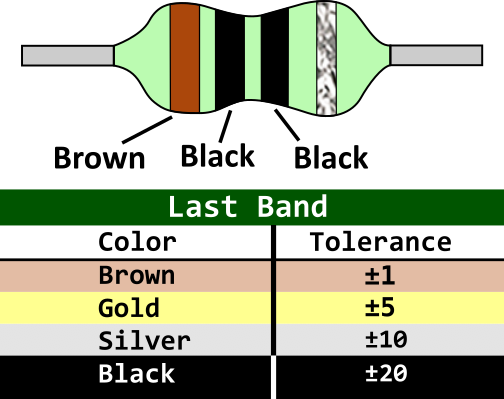 Brown Black Black
Last Band
Color Tolerance
Brown ±1
Gold ±5
Silver ±10
Black ±20